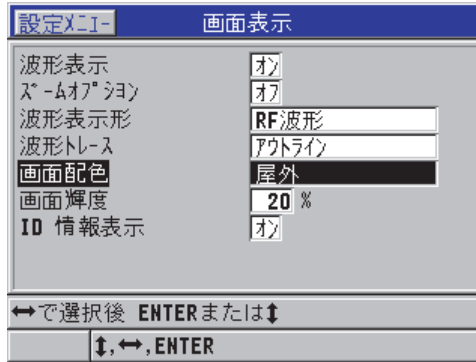 設定ﾒﾆｭｰ 画面表示
波形表示 ｵﾝ
ｽﾞｰﾑｵﾌﾟｼｮﾝ ｵﾌ
波形表示形 RF波形
波形ﾄﾚｰｽ ｱｳﾄﾗｲﾝ
画面配色 屋外
画面輝度 20 %
ID 情報表示 ｵﾝ
↔で選択後 ENTERまたは↕
↕,↔,ENTER